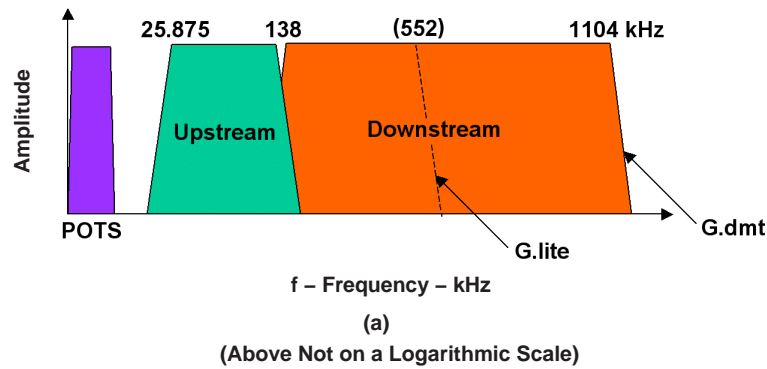 25.875 138 (552) 1104 kHz
Amplitude
Upstream Downstream
POTS
G.lite
G.dmt
f – Frequency – kHz
(a)
(Above Not on a Logarithmic Scale)